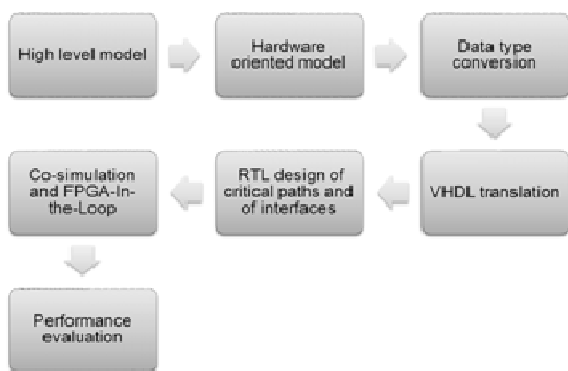 High level model
Hardware
oriented model
Data type
conversion
VHDL translation
RTL design of
critical paths and
of interfaces
Co-simulation
and FPGA-In-
the-Loop
Performance
evaluation